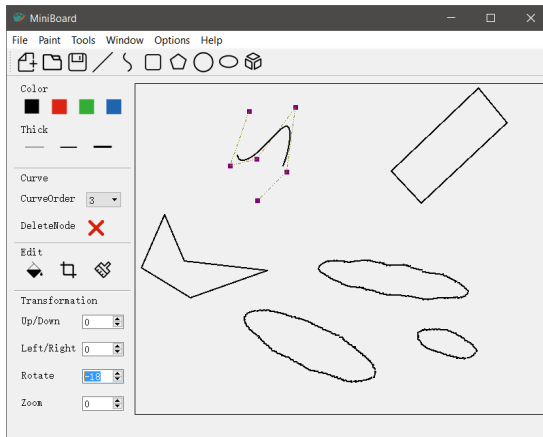 MiniBoard
File Paint Tools Window Options Help
Color
Thick
Curve
CurveOrder 3
DeleteNode
Edit
Transformation
Up/Down 0
Left/Right 0
Rotate -18
Zoom 0